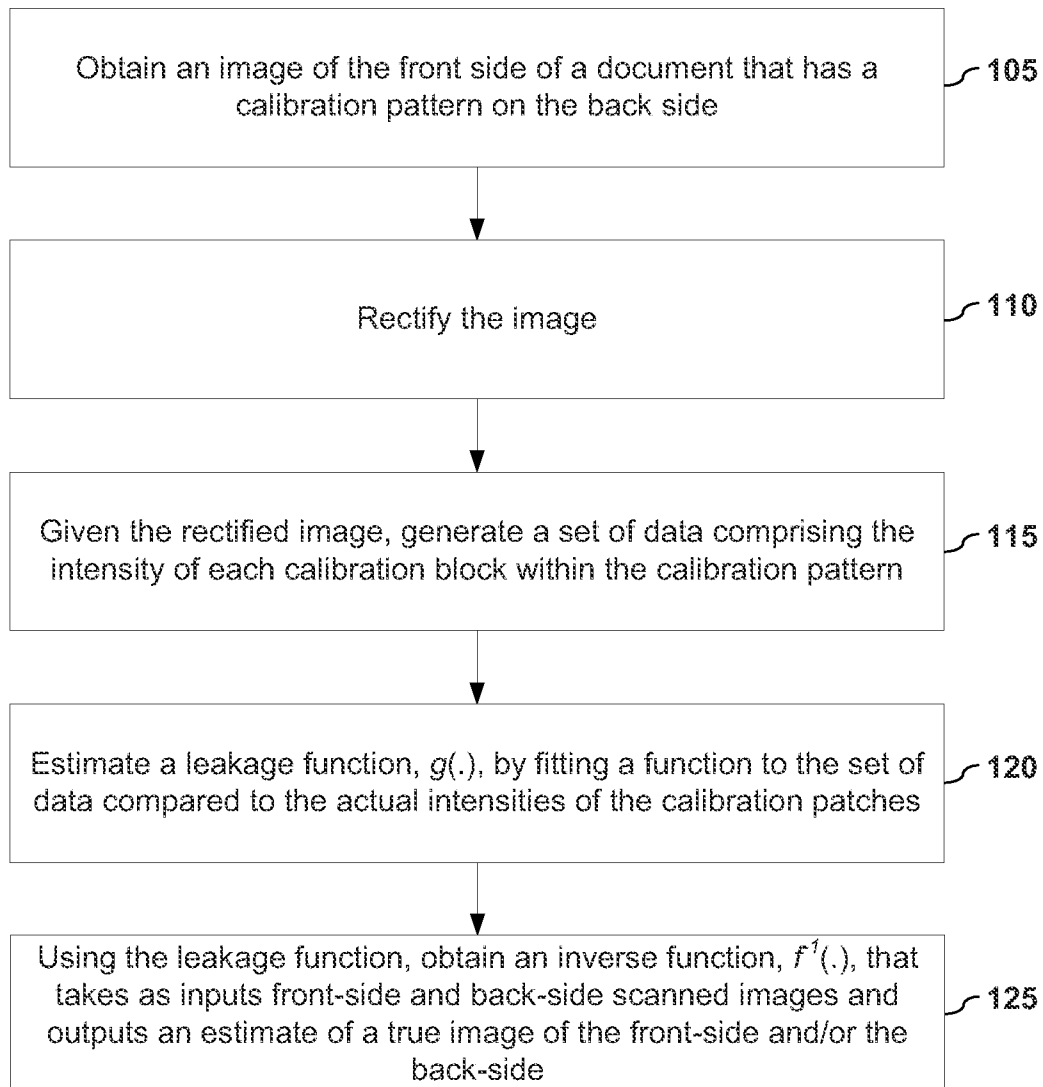 Obtain an image of the front side of a document that has a
calibration pattern on the back side
105
Rectify the image
110
Given the rectified image, generate a set of data comprising the
intensity of each calibration block within the calibration pattern
115
Estimate a leakage function, g(.), by fitting a function to the set of
data compared to the actual intensities of the calibration patches
120
Using the leakage function, obtain an inverse function, f⁻¹(.), that
takes as inputs front-side and back-side scanned images and
outputs an estimate of a true image of the front-side and/or the
back-side
125